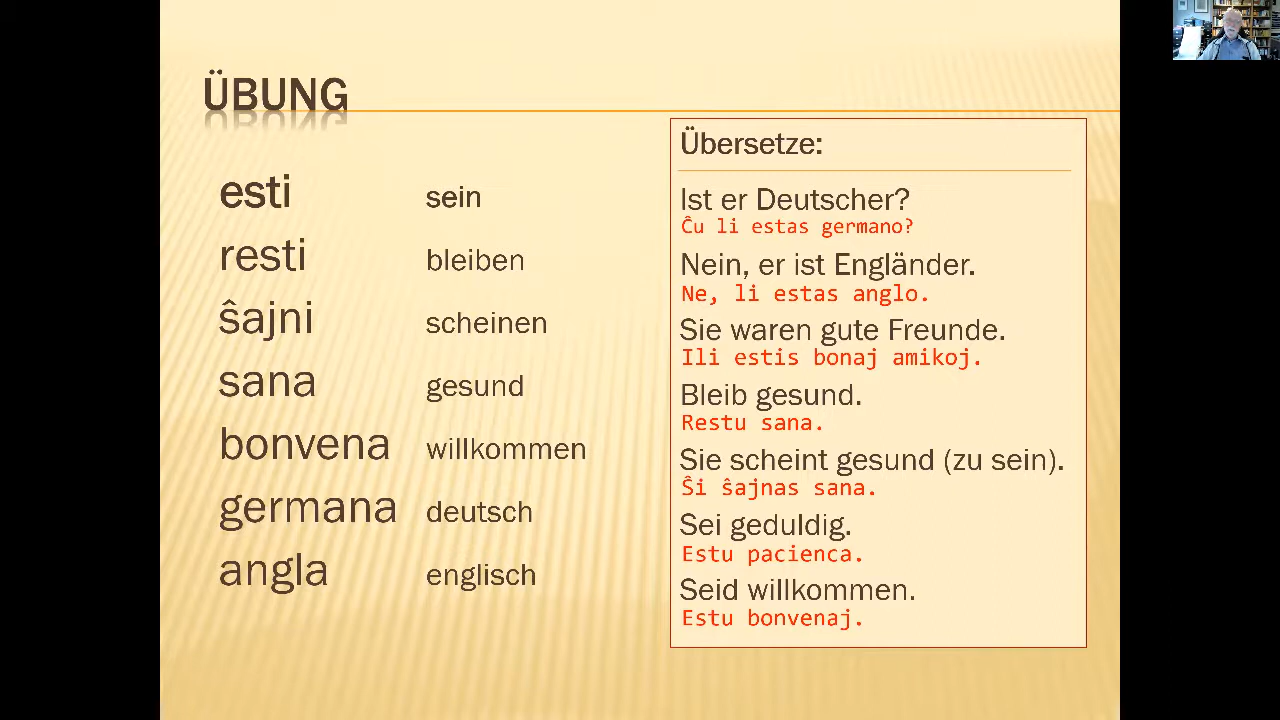 ÜBUNG
esti sein
resti bleiben
ŝajni scheinen
sana gesund
bonvena willkommen
germana deutsch
angla englisch
Übersetze:
Ist er Deutscher?
Ĉu li estas germano?
Nein, er ist Engländer.
Ne, li estas anglo.
Sie waren gute Freunde.
Ili estis bonaj amikoj.
Bleib gesund.
Restu sana.
Sie scheint gesund (zu sein).
Ŝi ŝajnas sana.
Sei geduldig.
Estu pacienca.
Seid willkommen.
Estu bonvenaj.